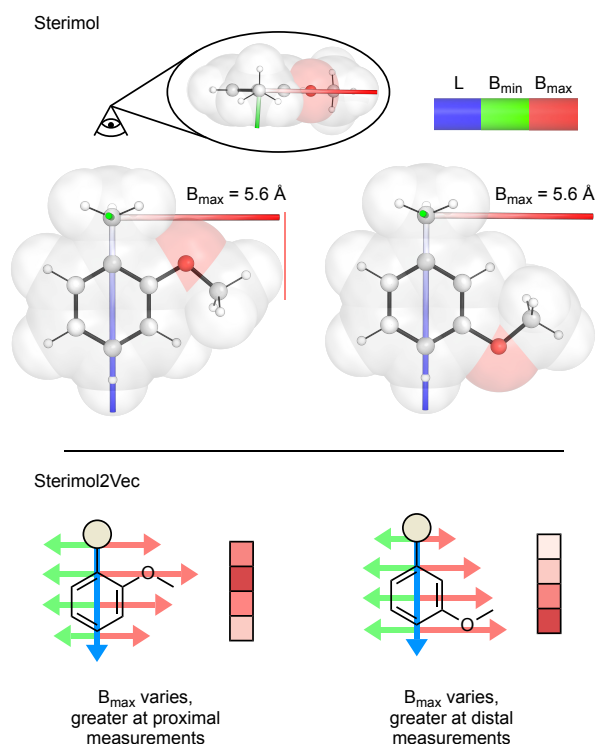 Sterimol
L Bmin Bmax
Bmax = 5.6 Å
Bmax = 5.6 Å
Sterimol2Vec
O
O
Bmax varies,
greater at proximal
measurements
Bmax varies,
greater at distal
measurements